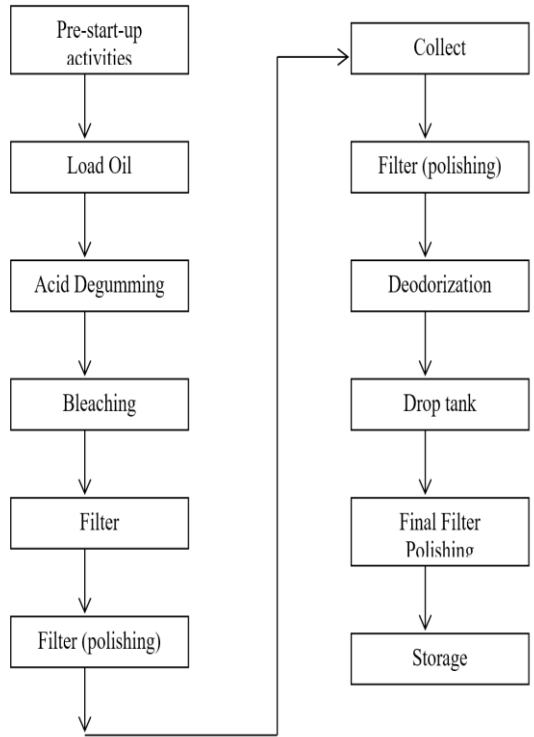 Pre-start-up
activities
Load Oil
Acid Degumming
Bleaching
Filter
Filter (polishing)
Collect
Filter (polishing)
Deodorization
Drop tank
Final Filter
Polishing
Storage